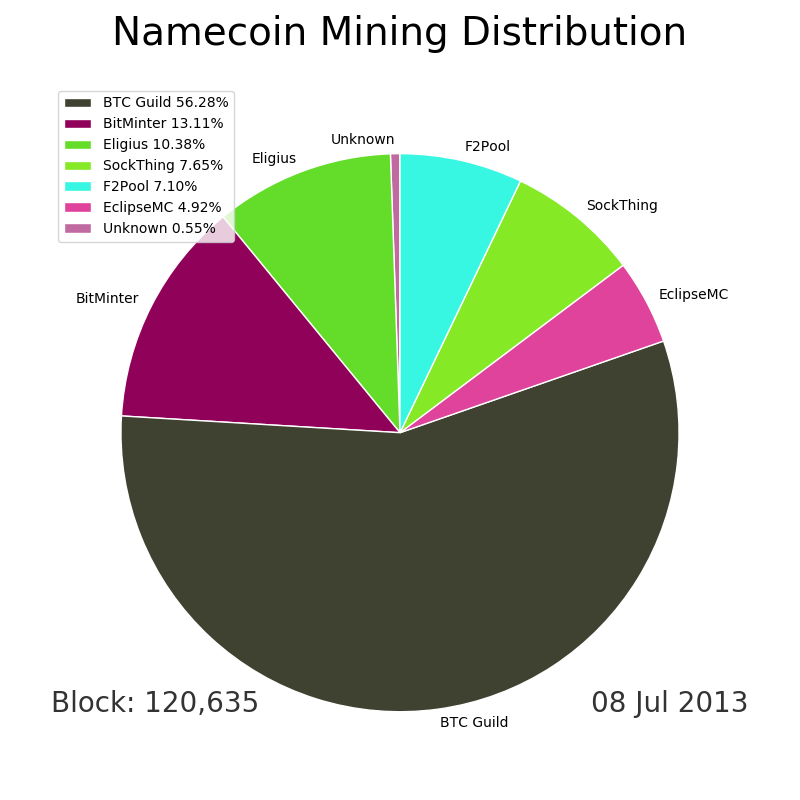 Namecoin Mining Distribution
BTC Guild 56.28%
BitMinter 13.11%
Eligius 10.38%
SockThing 7.65%
F2Pool 7.10%
EclipseMC 4.92%
Unknown 0.55%
Unknown
F2Pool
Eligius
SockThing
EclipseMC
BitMinter
Block: 120,635
08 Jul 2013
BTC Guild